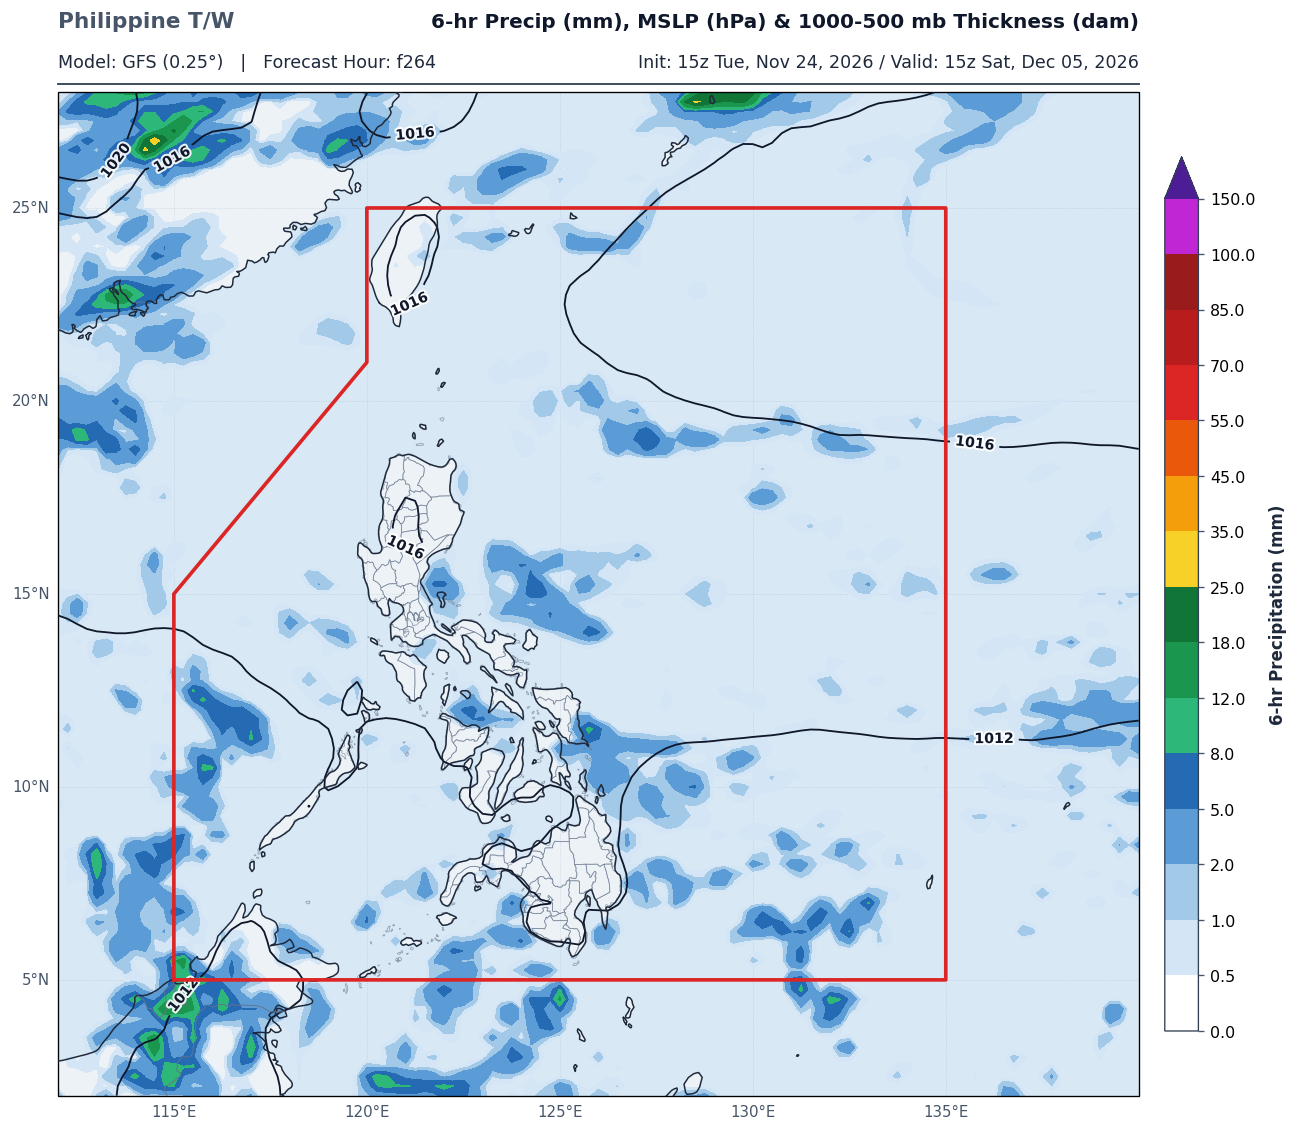 Philippine T/W
6-hr Precip (mm), MSLP (hPa) & 1000-500 mb Thickness (dam)
Model: GFS (0.25°) | Forecast Hour: f264
Init: 15z Tue, Nov 24, 2026 / Valid: 15z Sat, Dec 05, 2026
1020
1016
1016
1016
1016
1016
1012
1012
25°N
20°N
15°N
10°N
5°N
115°E
120°E
125°E
130°E
135°E
150.0
100.0
85.0
70.0
55.0
45.0
35.0
25.0
18.0
12.0
8.0
5.0
2.0
1.0
0.5
0.0
6-hr Precipitation (mm)